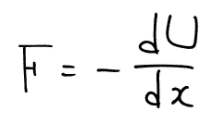 F = - dU/dx